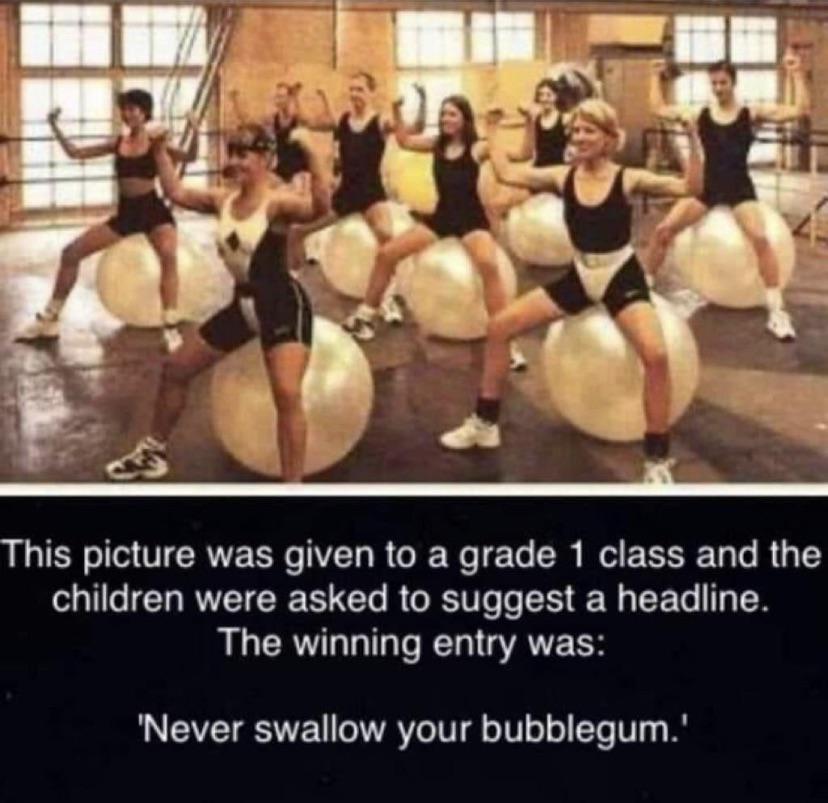 This picture was given to a grade 1 class and the
children were asked to suggest a headline.
The winning entry was:
'Never swallow your bubblegum.'